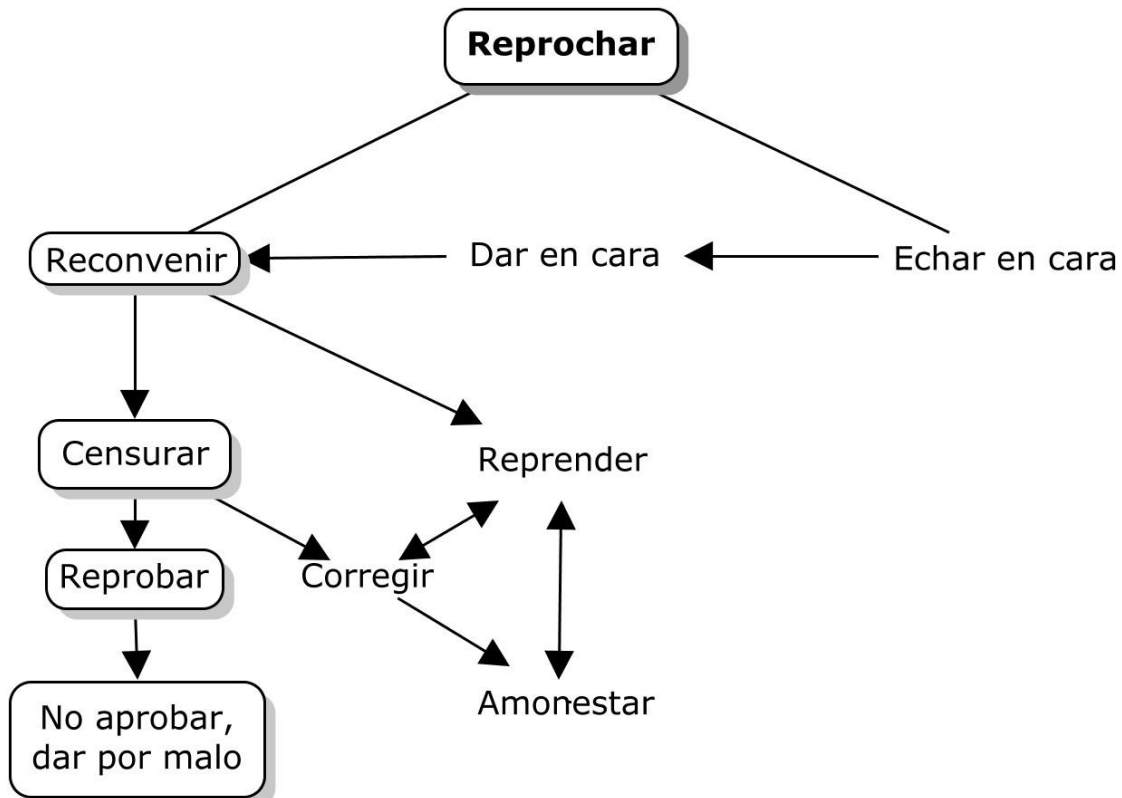 Reprochar
Reconvenir
Dar en cara
Echar en cara
Censurar
Reprender
Reprobar
Corregir
No aprobar,
dar por malo
Amonestar